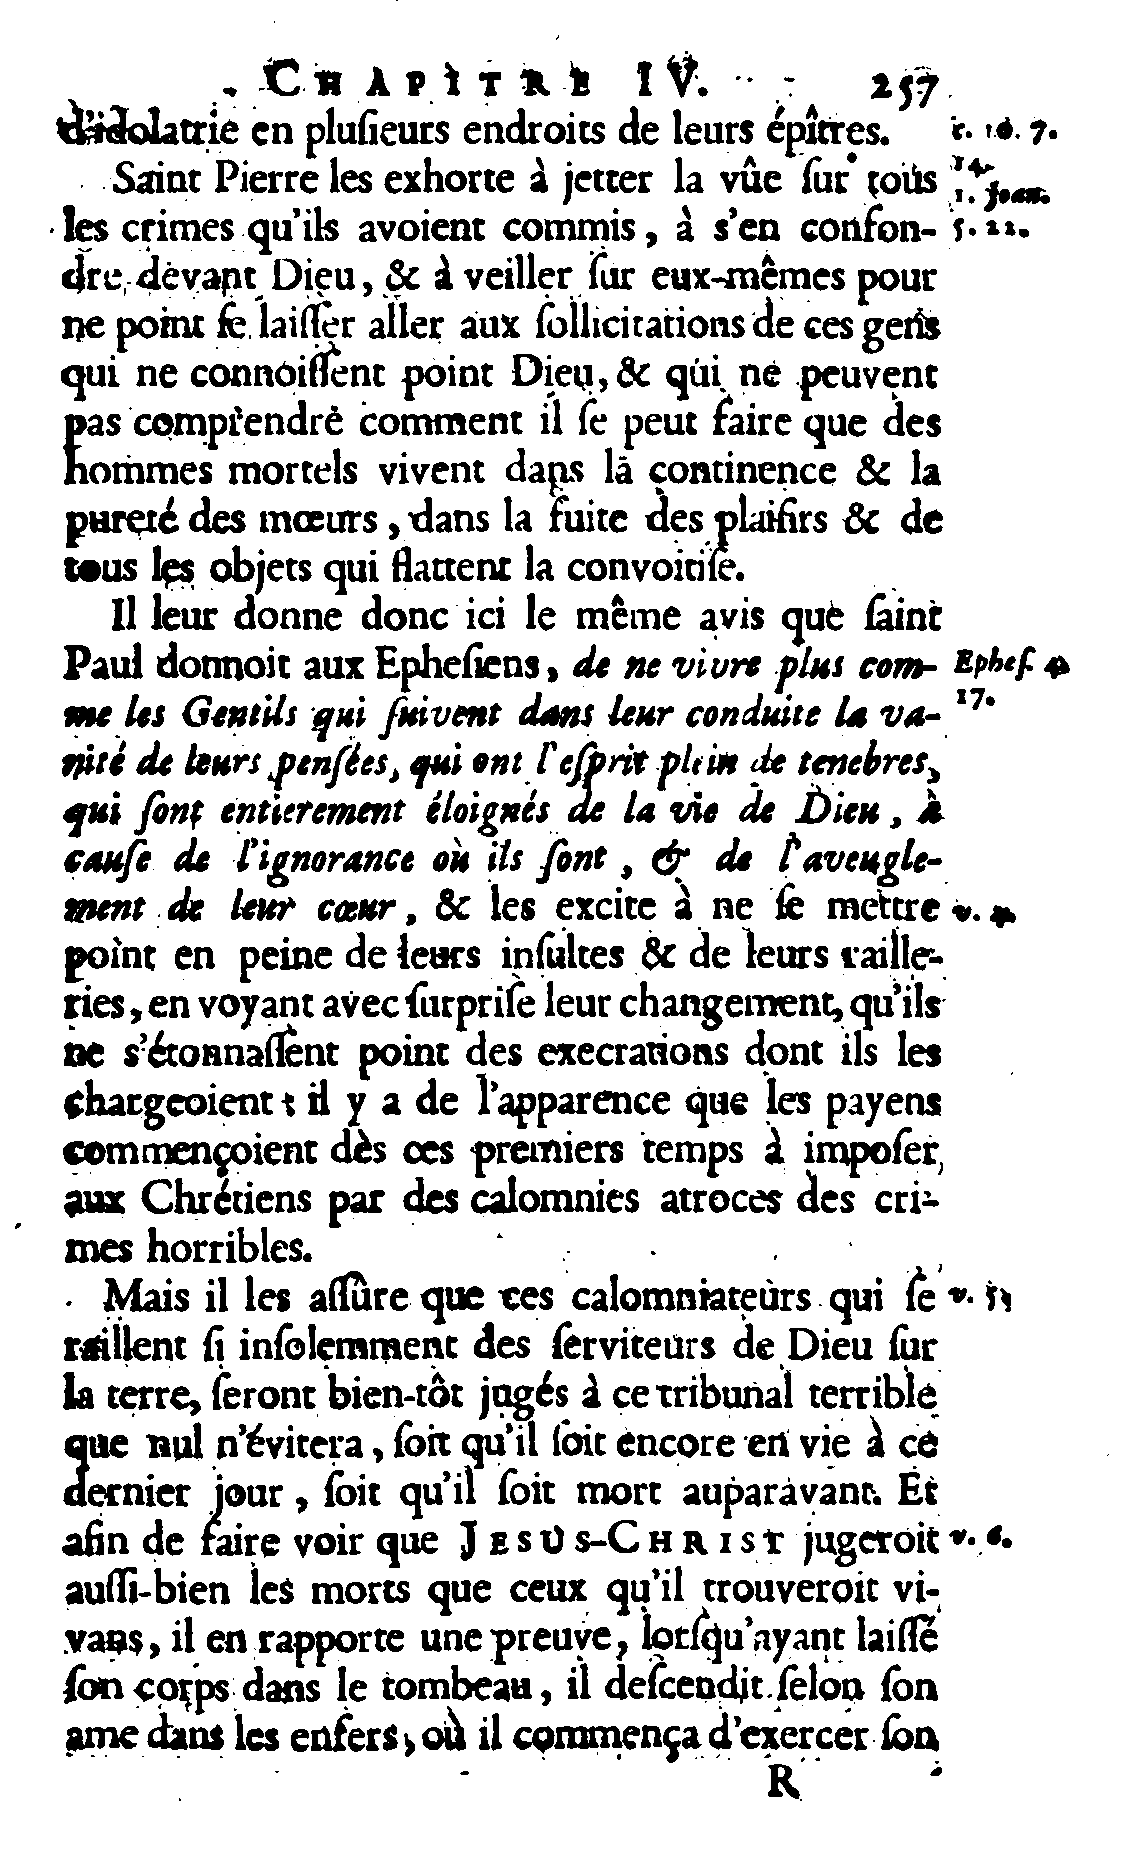 CHAPITRE IV. 257
d'idolatrie en pluſieurs endroits de leurs épîtres. c. 10. 7.
Saint Pierre les exhorte à jetter la vûe ſur tous 14.
1. Joan.
les crimes qu'ils avoient commis, à s'en confon- 5. 21.
dre devant Dieu, & à veiller ſur eux-mêmes pour
ne point ſe laiſſer aller aux ſollicitations de ces gens
qui ne connoiſſent point Dieu, & qui ne peuvent
pas comprendre comment il ſe peut faire que des
hommes mortels vivent dans la continence & la
pureté des mœurs, dans la fuite des plaiſirs & de
tous les objets qui flattent la convoitiſe.
Il leur donne donc ici le même avis que ſaint
Paul donnoit aux Epheſiens, de ne vivre plus com- Epheſ. 4.
me les Gentils qui ſuivent dans leur conduite la va- 17.
nité de leurs penſées, qui ont l'eſprit plein de tenebres,
qui ſont entierement éloignés de la vie de Dieu, à
cauſe de l'ignorance où ils ſont, & de l'aveugle-
ment de leur cœur, & les excite à ne ſe mettre v. 4.
point en peine de leurs inſultes & de leurs raille-
ries, en voyant avec ſurpriſe leur changement, qu'ils
ne s'étonnaſſent point des execrations dont ils les
chargeoient : il y a de l'apparence que les payens
commençoient dès ces premiers temps à impoſer
aux Chrétiens par des calomnies atroces des cri-
mes horribles.
Mais il les aſſûre que ces calomniateurs qui ſe v. 5.
raillent ſi inſolemment des ſerviteurs de Dieu ſur
la terre, ſeront bien-tôt jugés à ce tribunal terrible
que nul n'évitera, ſoit qu'il ſoit encore en vie à ce
dernier jour, ſoit qu'il ſoit mort auparavant. Et
afin de faire voir que JESUS-CHRIST jugeroit v. 6.
auſſi-bien les morts que ceux qu'il trouveroit vi-
vans, il en rapporte une preuve, lorſqu'ayant laiſſé
ſon corps dans le tombeau, il deſcendit ſelon ſon
ame dans les enfers, où il commença d'exercer ſon
R